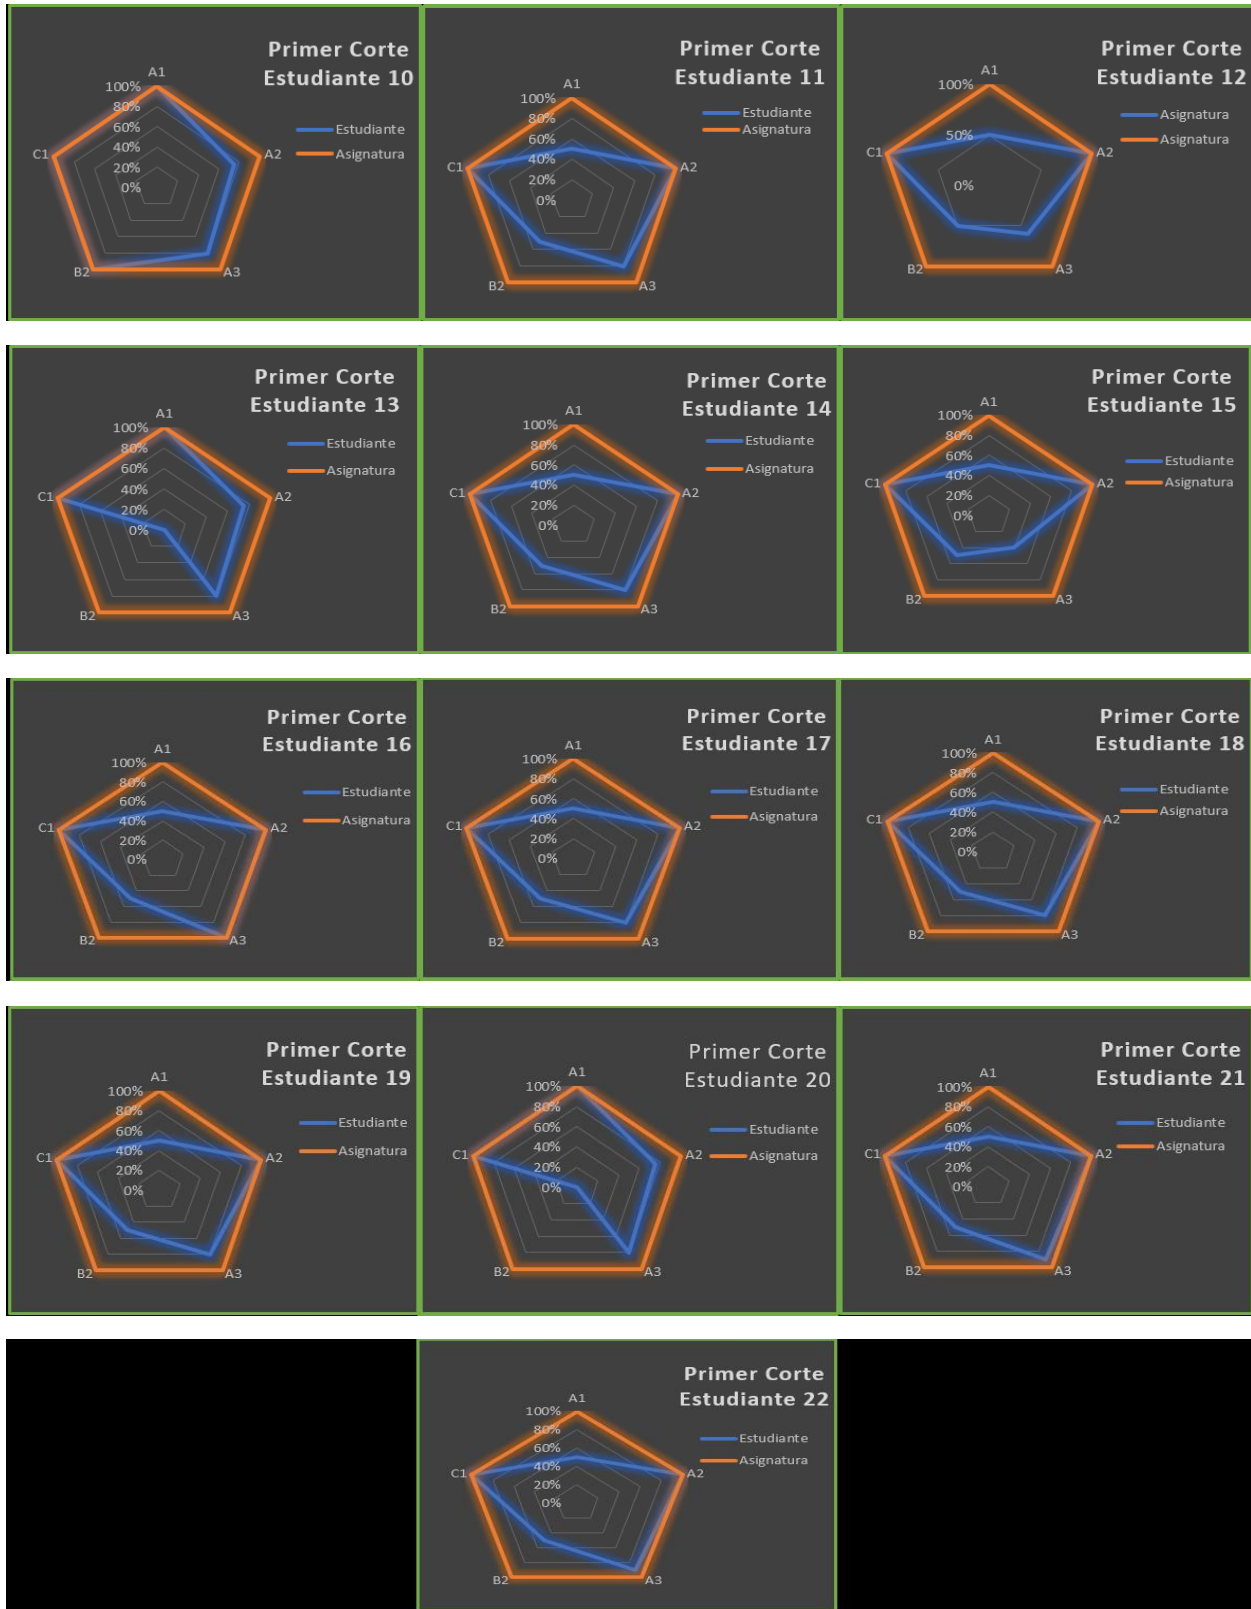 Primer Corte
Estudiante 10
A1
100%
80%
60%
40%
20%
0%
A2
A3
B2
C1
Estudiante
Asignatura
Primer Corte
Estudiante 11
A1
100%
80%
60%
40%
20%
0%
A2
A3
B2
C1
Estudiante
Asignatura
Primer Corte
Estudiante 12
A1
100%
50%
0%
A2
A3
B2
C1
Asignatura
Asignatura
Primer Corte
Estudiante 13
A1
100%
80%
60%
40%
20%
0%
A2
A3
B2
C1
Estudiante
Asignatura
Primer Corte
Estudiante 14
A1
100%
80%
60%
40%
20%
0%
A2
A3
B2
C1
Estudiante
Asignatura
Primer Corte
Estudiante 15
A1
100%
80%
60%
40%
20%
0%
A2
A3
B2
C1
Estudiante
Asignatura
Primer Corte
Estudiante 16
A1
100%
80%
60%
40%
20%
0%
A2
A3
B2
C1
Estudiante
Asignatura
Primer Corte
Estudiante 17
A1
100%
80%
60%
40%
20%
0%
A2
A3
B2
C1
Estudiante
Asignatura
Primer Corte
Estudiante 18
A1
100%
80%
60%
40%
20%
0%
A2
A3
B2
C1
Estudiante
Asignatura
Primer Corte
Estudiante 19
A1
100%
80%
60%
40%
20%
0%
A2
A3
B2
C1
Estudiante
Asignatura
Primer Corte
Estudiante 20
A1
100%
80%
60%
40%
20%
0%
A2
A3
B2
C1
Estudiante
Asignatura
Primer Corte
Estudiante 21
A1
100%
80%
60%
40%
20%
0%
A2
A3
B2
C1
Estudiante
Asignatura
Primer Corte
Estudiante 22
A1
100%
80%
60%
40%
20%
0%
A2
A3
B2
C1
Estudiante
Asignatura